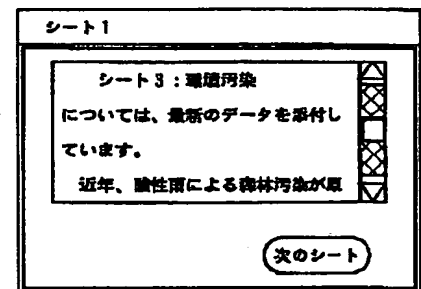 シート1
シート3:環境汚染
については、最新のデータを添付し
ています。
近年、酸性雨による森林汚染が原
次のシート